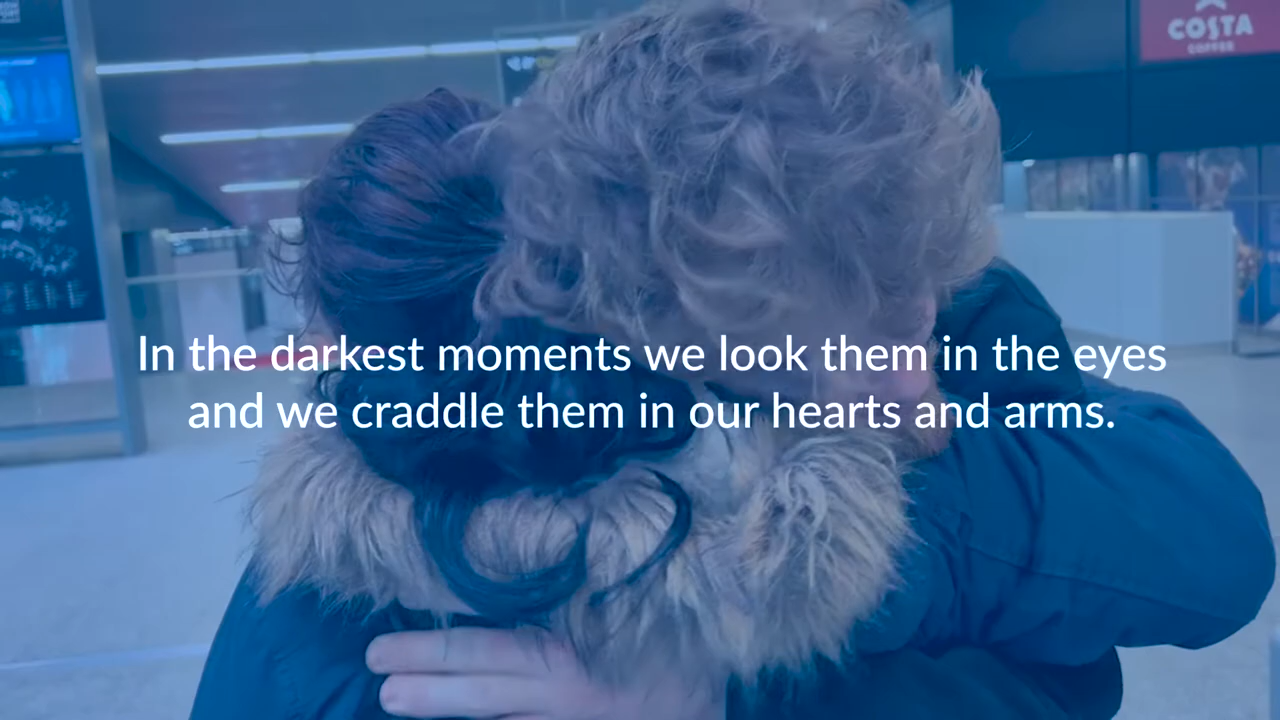 COSTA
COFFEE
In the darkest moments we look them in the eyes
and we craddle them in our hearts and arms.